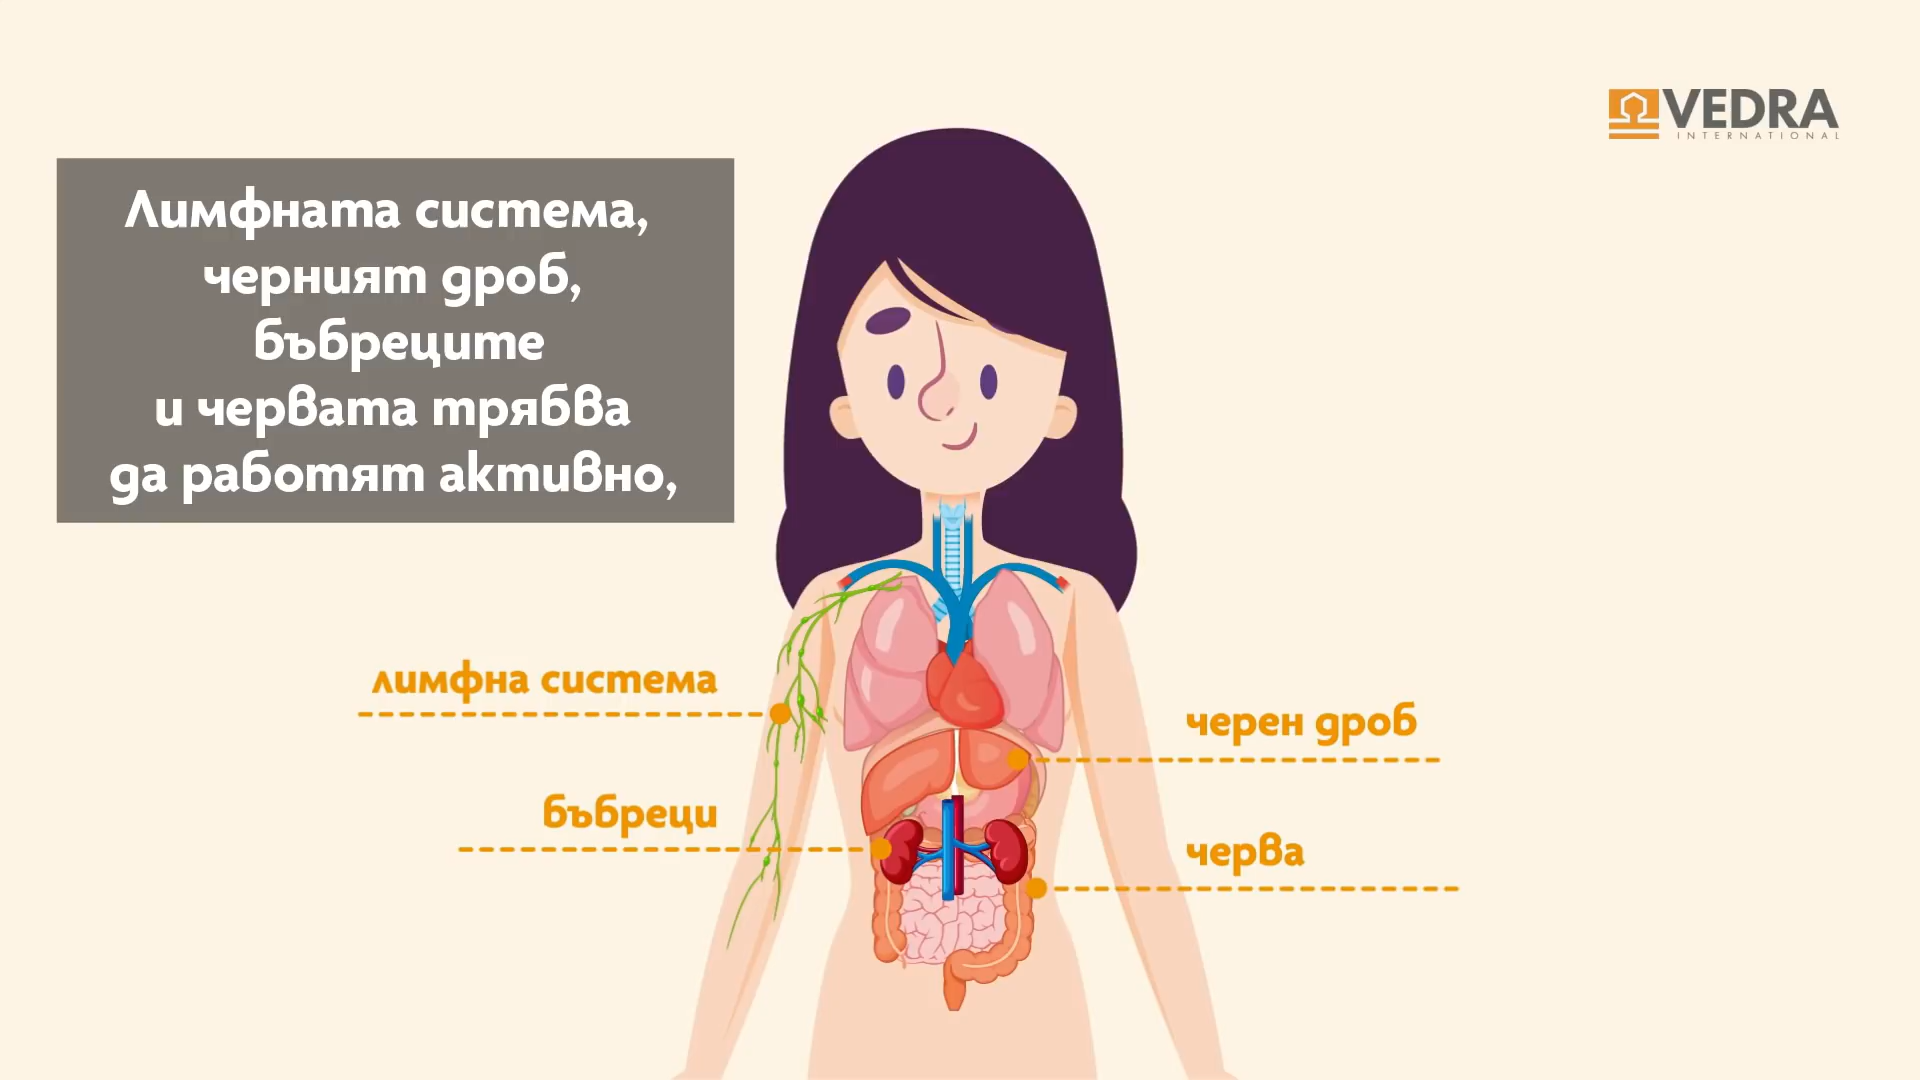 VEDRA
INTERNATIONAL
Лимфната система,
черният дроб,
бъбреците
и червата трябва
да работят активно,
лимфна система
черен дроб
бъбреци
черва